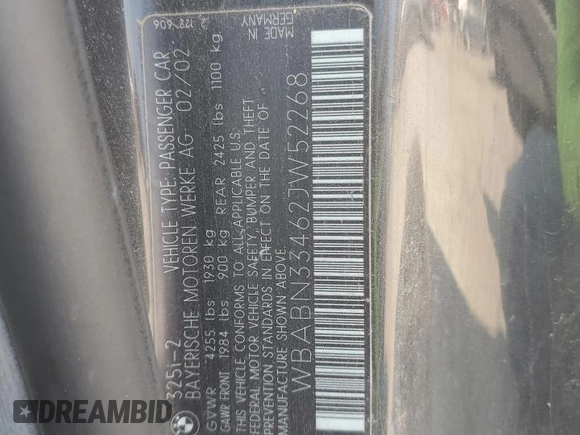 325i-2 VEHICLE TYPE: PASSENGER CAR
BAYERISCHE MOTOREN WERKE AG 02/02
GVWR 4255 lbs 1930 kg
GAWR FRONT 1984 lbs 900 kg REAR 2425 lbs 1100 kg
THIS VEHICLE CONFORMS TO ALL APPLICABLE U.S.
FEDERAL MOTOR VEHICLE SAFETY, BUMPER AND THEFT
PREVENTION STANDARDS IN EFFECT ON THE DATE OF
MANUFACTURE SHOWN ABOVE.
WBABN33462JW52268
MADE IN
GERMANY
DREAMBID